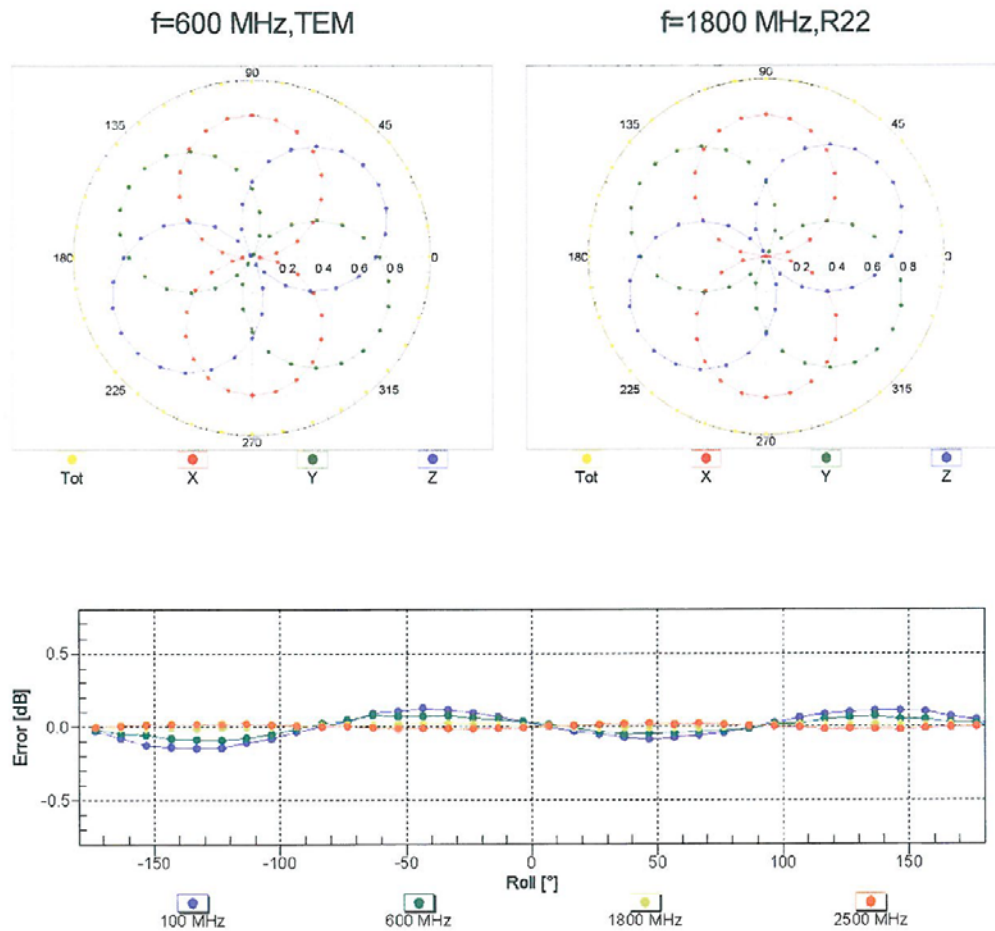 f=600 MHz,TEM
f=1800 MHz,R22
90
135
45
180
0
0.2 0.4 0.6 0.8
225
315
270
Tot X Y Z
90
135
45
180
0
0.2 0.4 0.6 0.8
225
315
270
Tot X Y Z
Error [dB]
0.5
0.0
-0.5
-150 -100 -50 0 50 100 150
Roll [°]
100 MHz 600 MHz 1800 MHz 2500 MHz